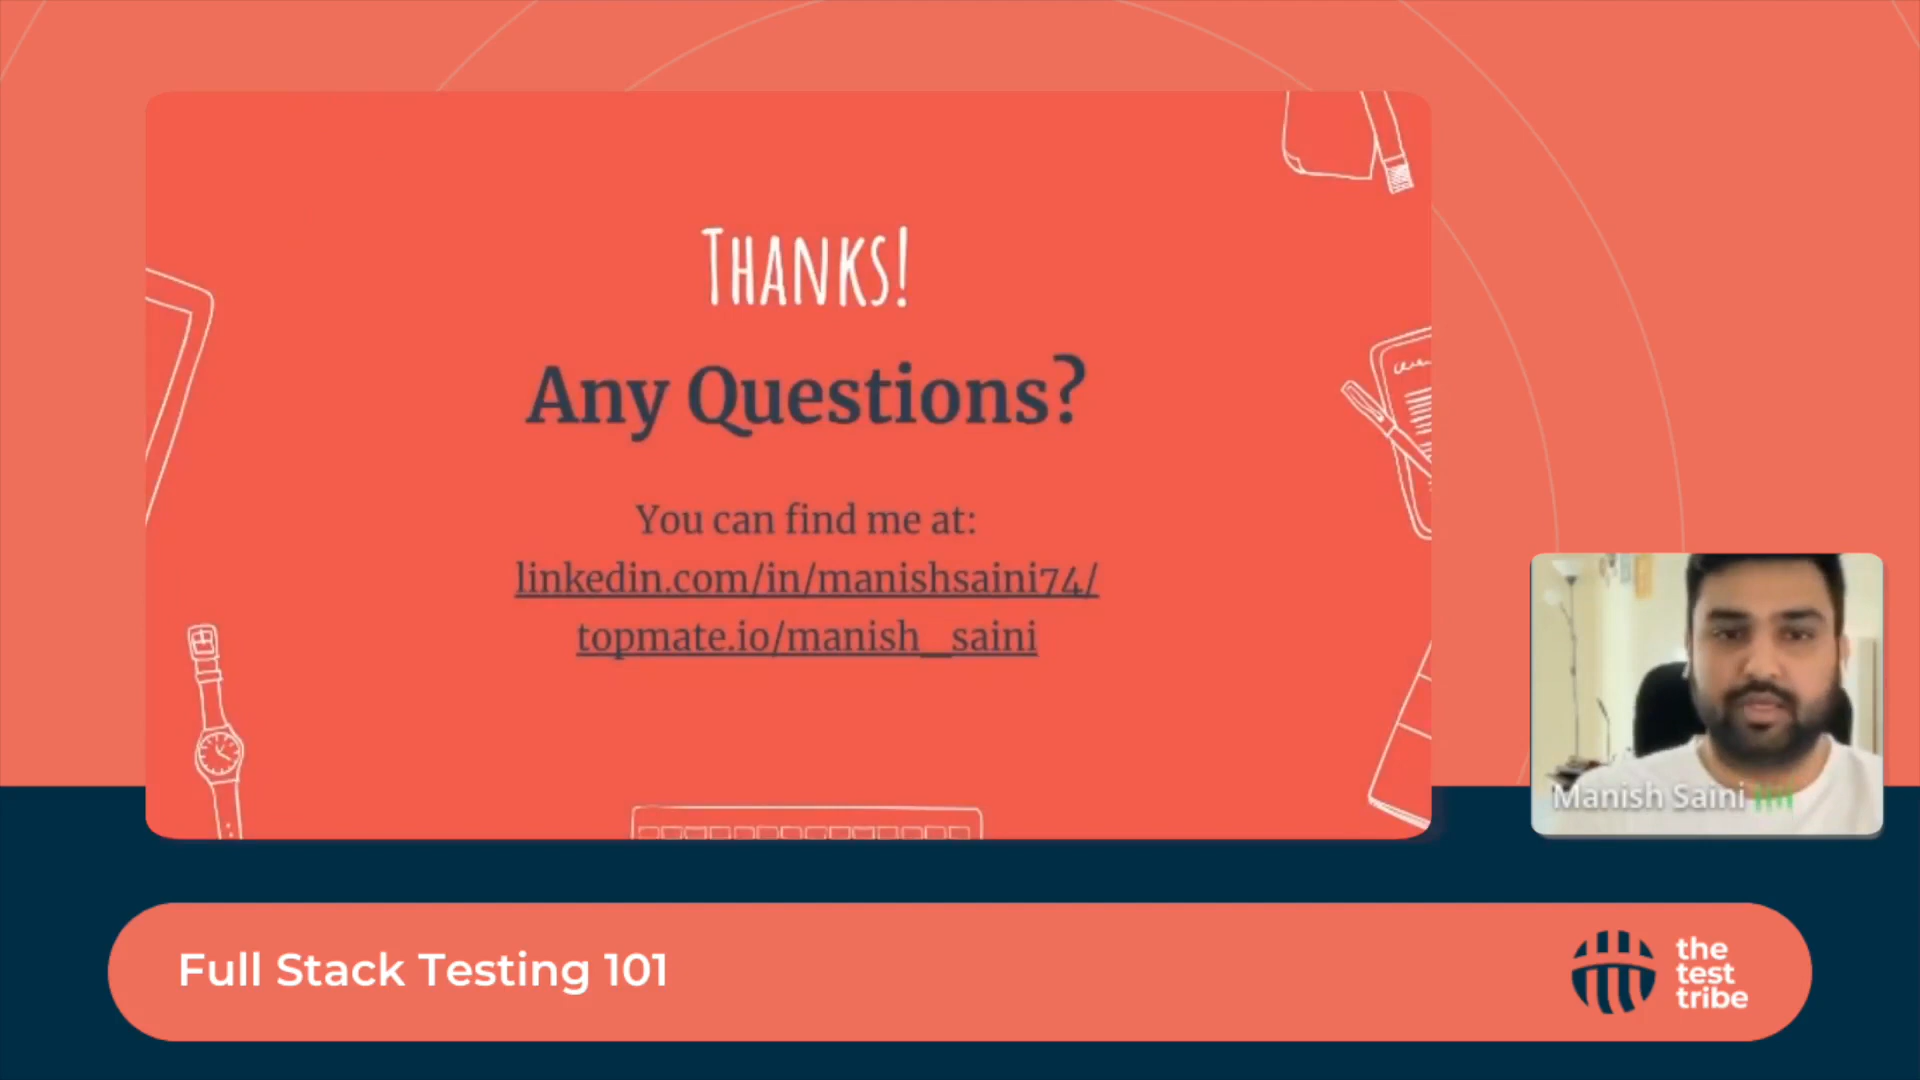 THANKS!
Any Questions?
You can find me at:
linkedin.com/in/manishsaini74/
topmate.io/manish_saini
Manish Saini
Full Stack Testing 101
the
test
tribe